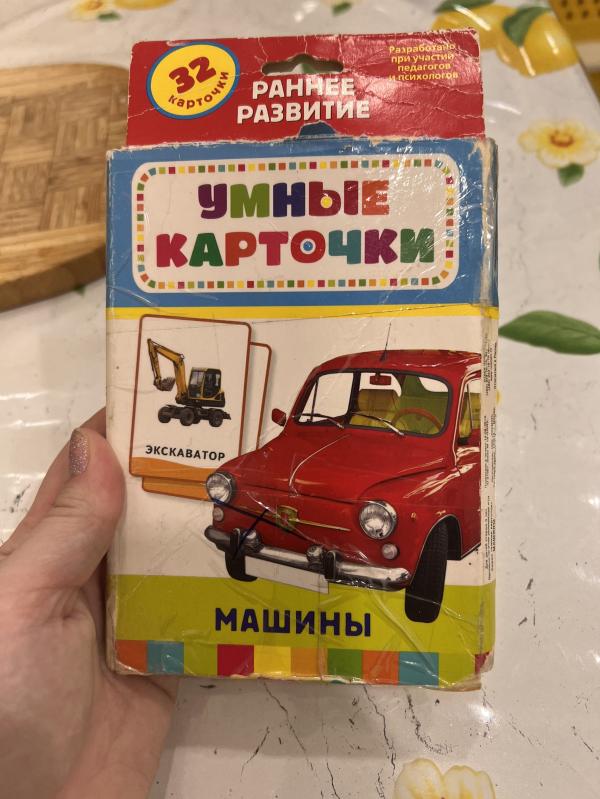 32
карточки
РАННЕЕ
РАЗВИТИЕ
Разработано
при участии
педагогов
и психологов
УМНЫЕ
КАРТОЧКИ
ЭКСКАВАТОР
МАШИНЫ